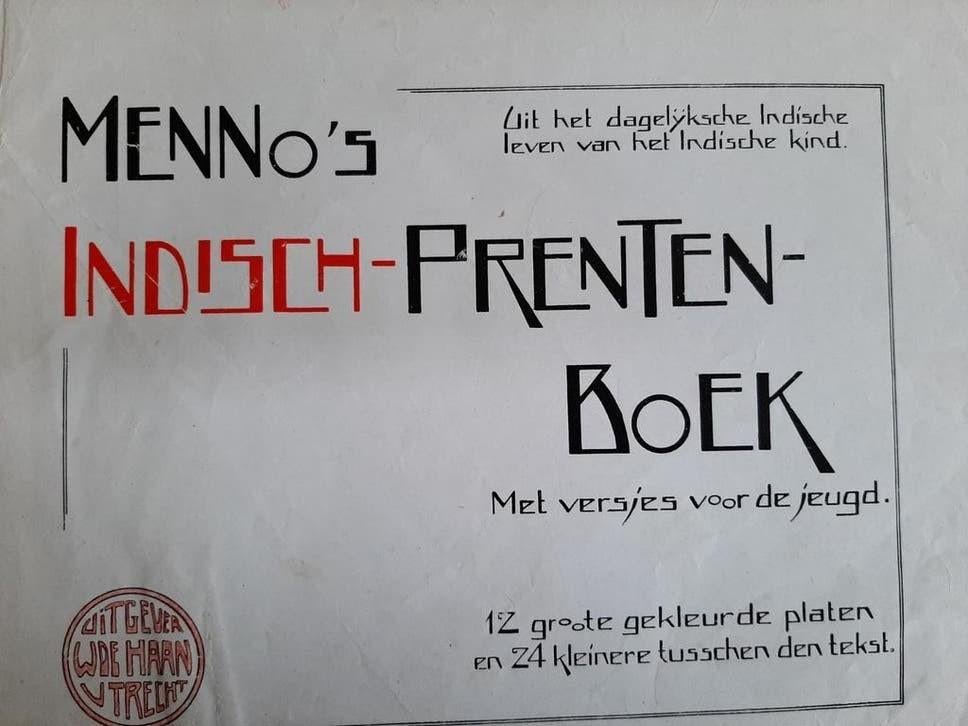 MENNO'S
Uit het dagelijksche Indische
leven van het Indische kind.
INDISCH-PRENTEN-
BOEK
Met versjes voor de jeugd.
12 groote gekleurde platen
en 24 kleinere tusschen den tekst.
UITGEVER
W DE HAAN
UTRECHT